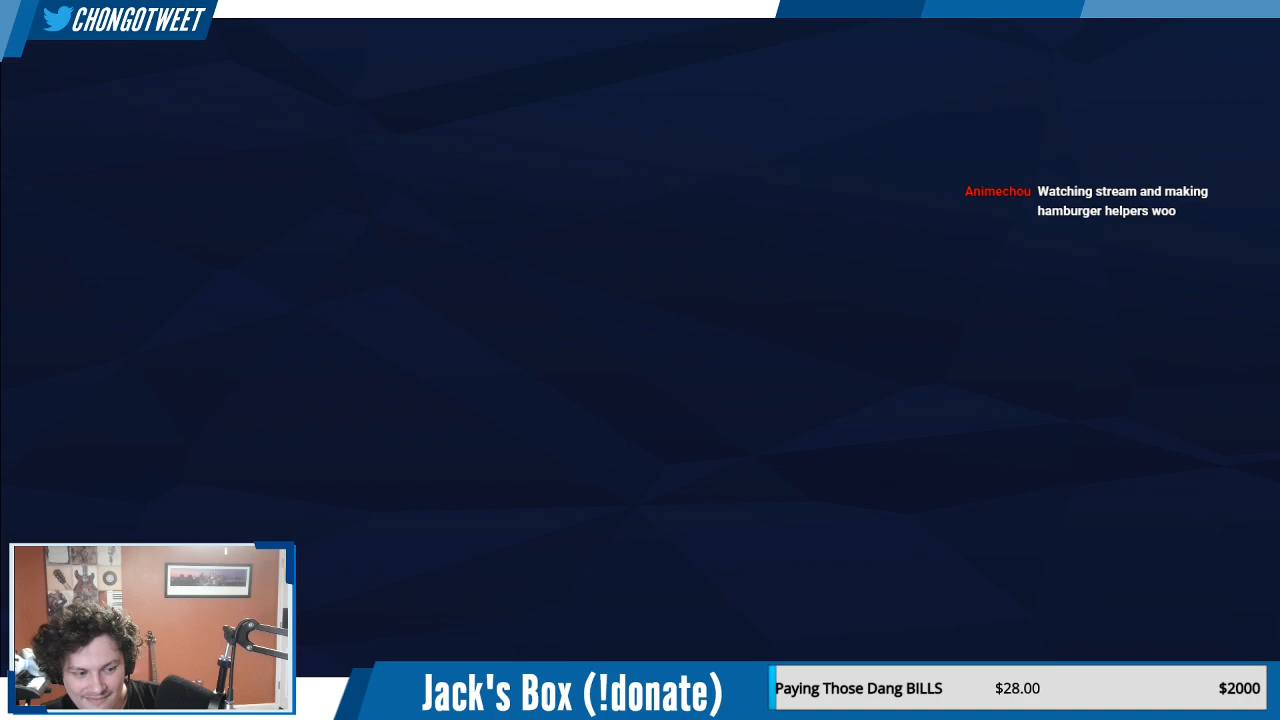 CHONGOTWEET
Animechou Watching stream and making
hamburger helpers woo
Jack's Box (!donate)
Paying Those Dang BILLS $28.00 $2000